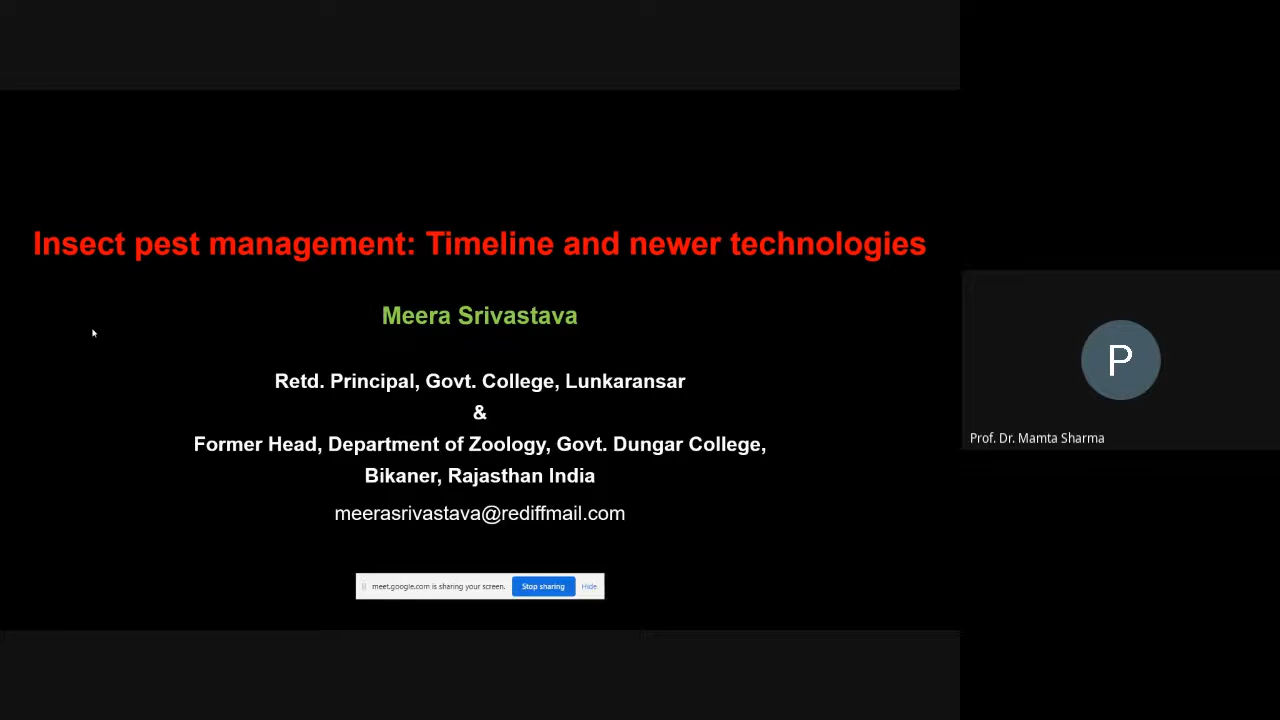 Insect pest management: Timeline and newer technologies
Meera Srivastava
Retd. Principal, Govt. College, Lunkaransar
&
Former Head, Department of Zoology, Govt. Dungar College,
Bikaner, Rajasthan India
meerasrivastava@rediffmail.com
meet.google.com is sharing your screen. Stop sharing Hide
P
Prof. Dr. Mamta Sharma